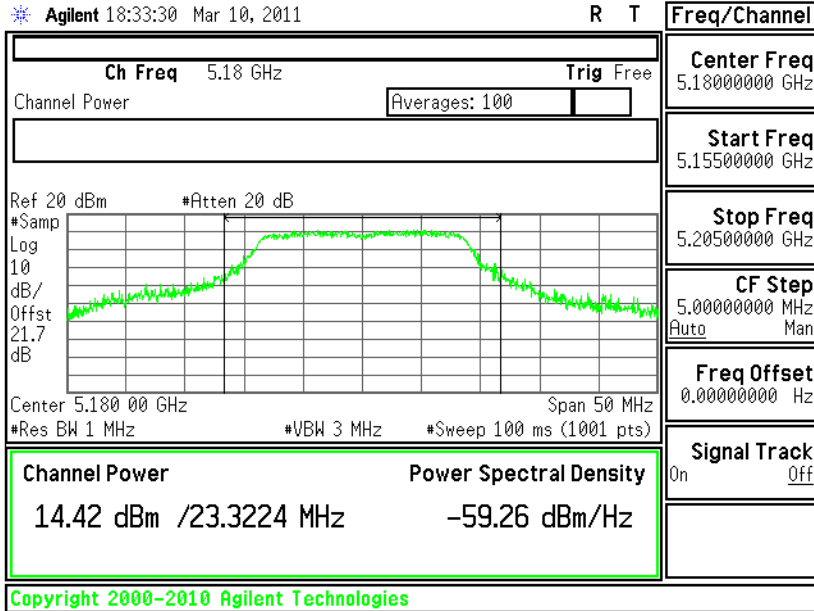 Agilent 18:33:30 Mar 10, 2011 R T
Ch Freq 5.18 GHz Trig Free
Channel Power Averages: 100
Ref 20 dBm #Atten 20 dB
#Samp
Log
10
dB/
Offst
21.7
dB
Center 5.180 00 GHz Span 50 MHz
#Res BW 1 MHz #VBW 3 MHz #Sweep 100 ms (1001 pts)
Channel Power Power Spectral Density
14.42 dBm /23.3224 MHz -59.26 dBm/Hz
Copyright 2000-2010 Agilent Technologies
Freq/Channel
Center Freq
5.18000000 GHz
Start Freq
5.15500000 GHz
Stop Freq
5.20500000 GHz
CF Step
5.00000000 MHz
Auto Man
Freq Offset
0.00000000 Hz
Signal Track
On Off